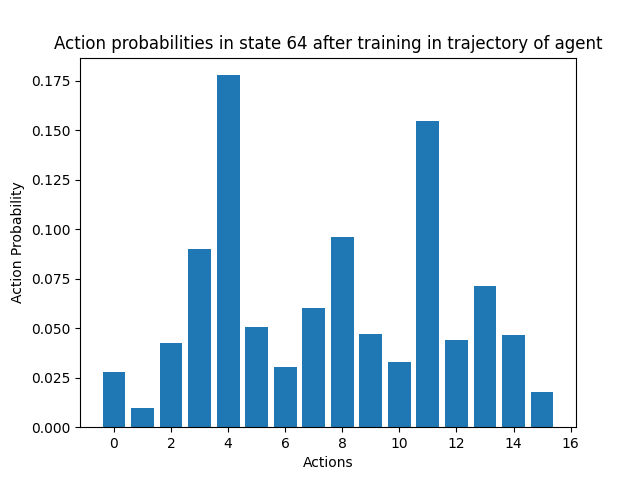 Action probabilities in state 64 after training in trajectory of agent
0.175
0.150
0.125
0.100
0.075
0.050
0.025
0.000
Action Probability
0 2 4 6 8 10 12 14 16
Actions